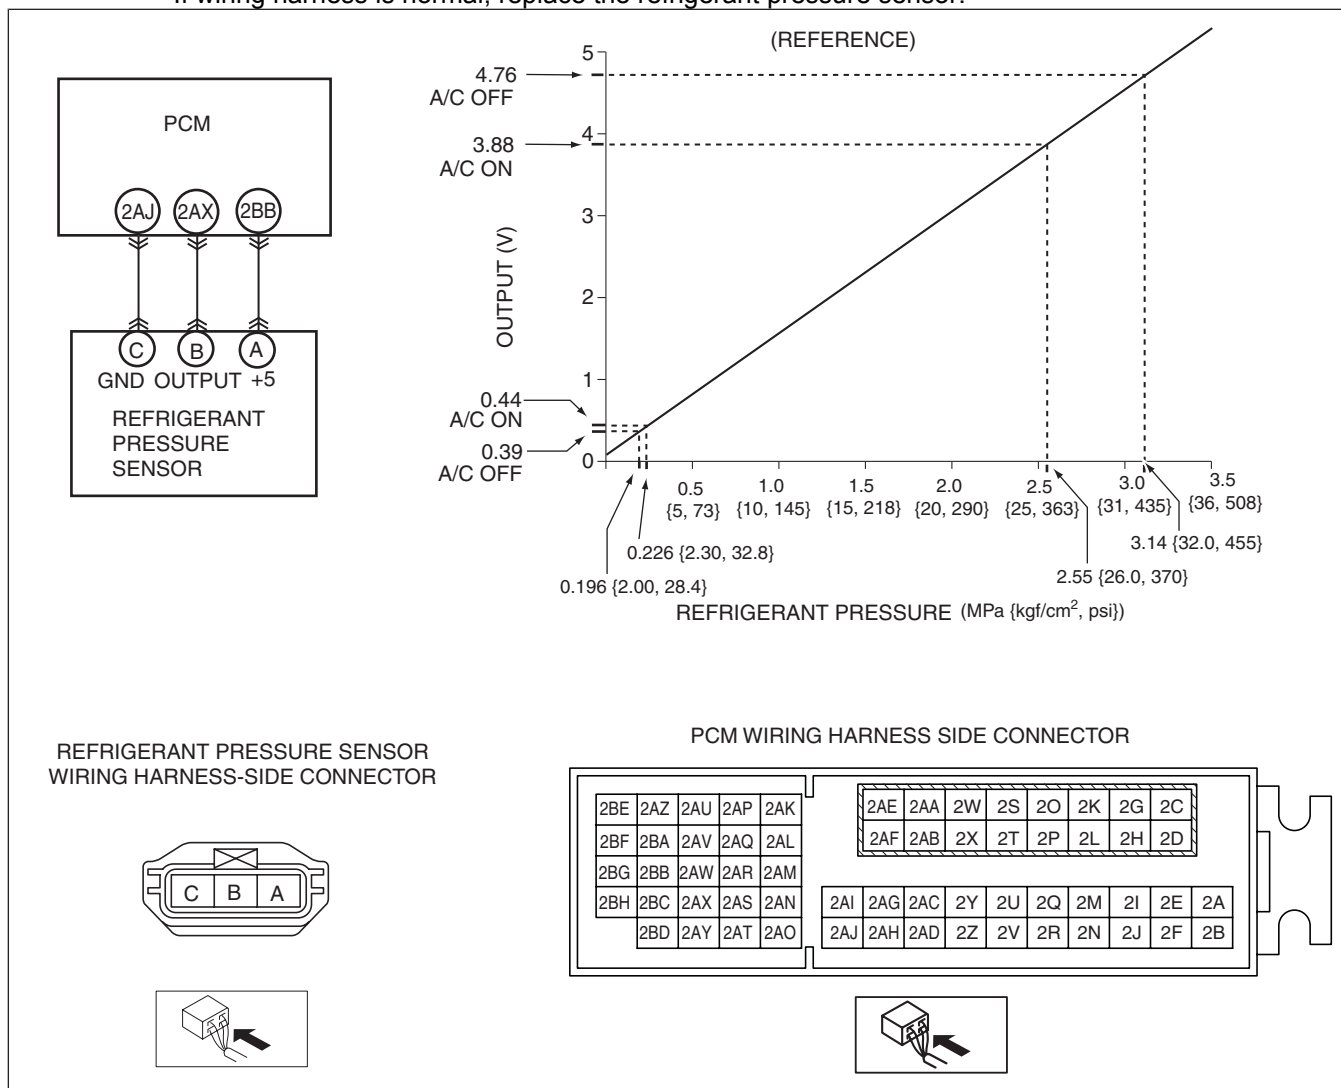 If wiring harness is normal, replace the refrigerant pressure sensor.
PCM
2AJ 2AX 2BB
C B A
GND OUTPUT +5
REFRIGERANT
PRESSURE
SENSOR
(REFERENCE)
OUTPUT (V)
5
4.76
A/C OFF
4
3.88
A/C ON
3
2
1
0.44
A/C ON
0.39
A/C OFF
0
0.5 1.0 1.5 2.0 2.5 3.0 3.5
{5, 73} {10, 145} {15, 218} {20, 290} {25, 363} {31, 435} {36, 508}
0.226 {2.30, 32.8}
3.14 {32.0, 455}
0.196 {2.00, 28.4}
2.55 {26.0, 370}
REFRIGERANT PRESSURE (MPa {kgf/cm², psi})
REFRIGERANT PRESSURE SENSOR
WIRING HARNESS-SIDE CONNECTOR
C B A
PCM WIRING HARNESS SIDE CONNECTOR
2BE 2AZ 2AU 2AP 2AK
2BF 2BA 2AV 2AQ 2AL
2BG 2BB 2AW 2AR 2AM
2BH 2BC 2AX 2AS 2AN
2BD 2AY 2AT 2AO
2AE 2AA 2W 2S 2O 2K 2G 2C
2AF 2AB 2X 2T 2P 2L 2H 2D
2AI 2AG 2AC 2Y 2U 2Q 2M 2I 2E 2A
2AJ 2AH 2AD 2Z 2V 2R 2N 2J 2F 2B